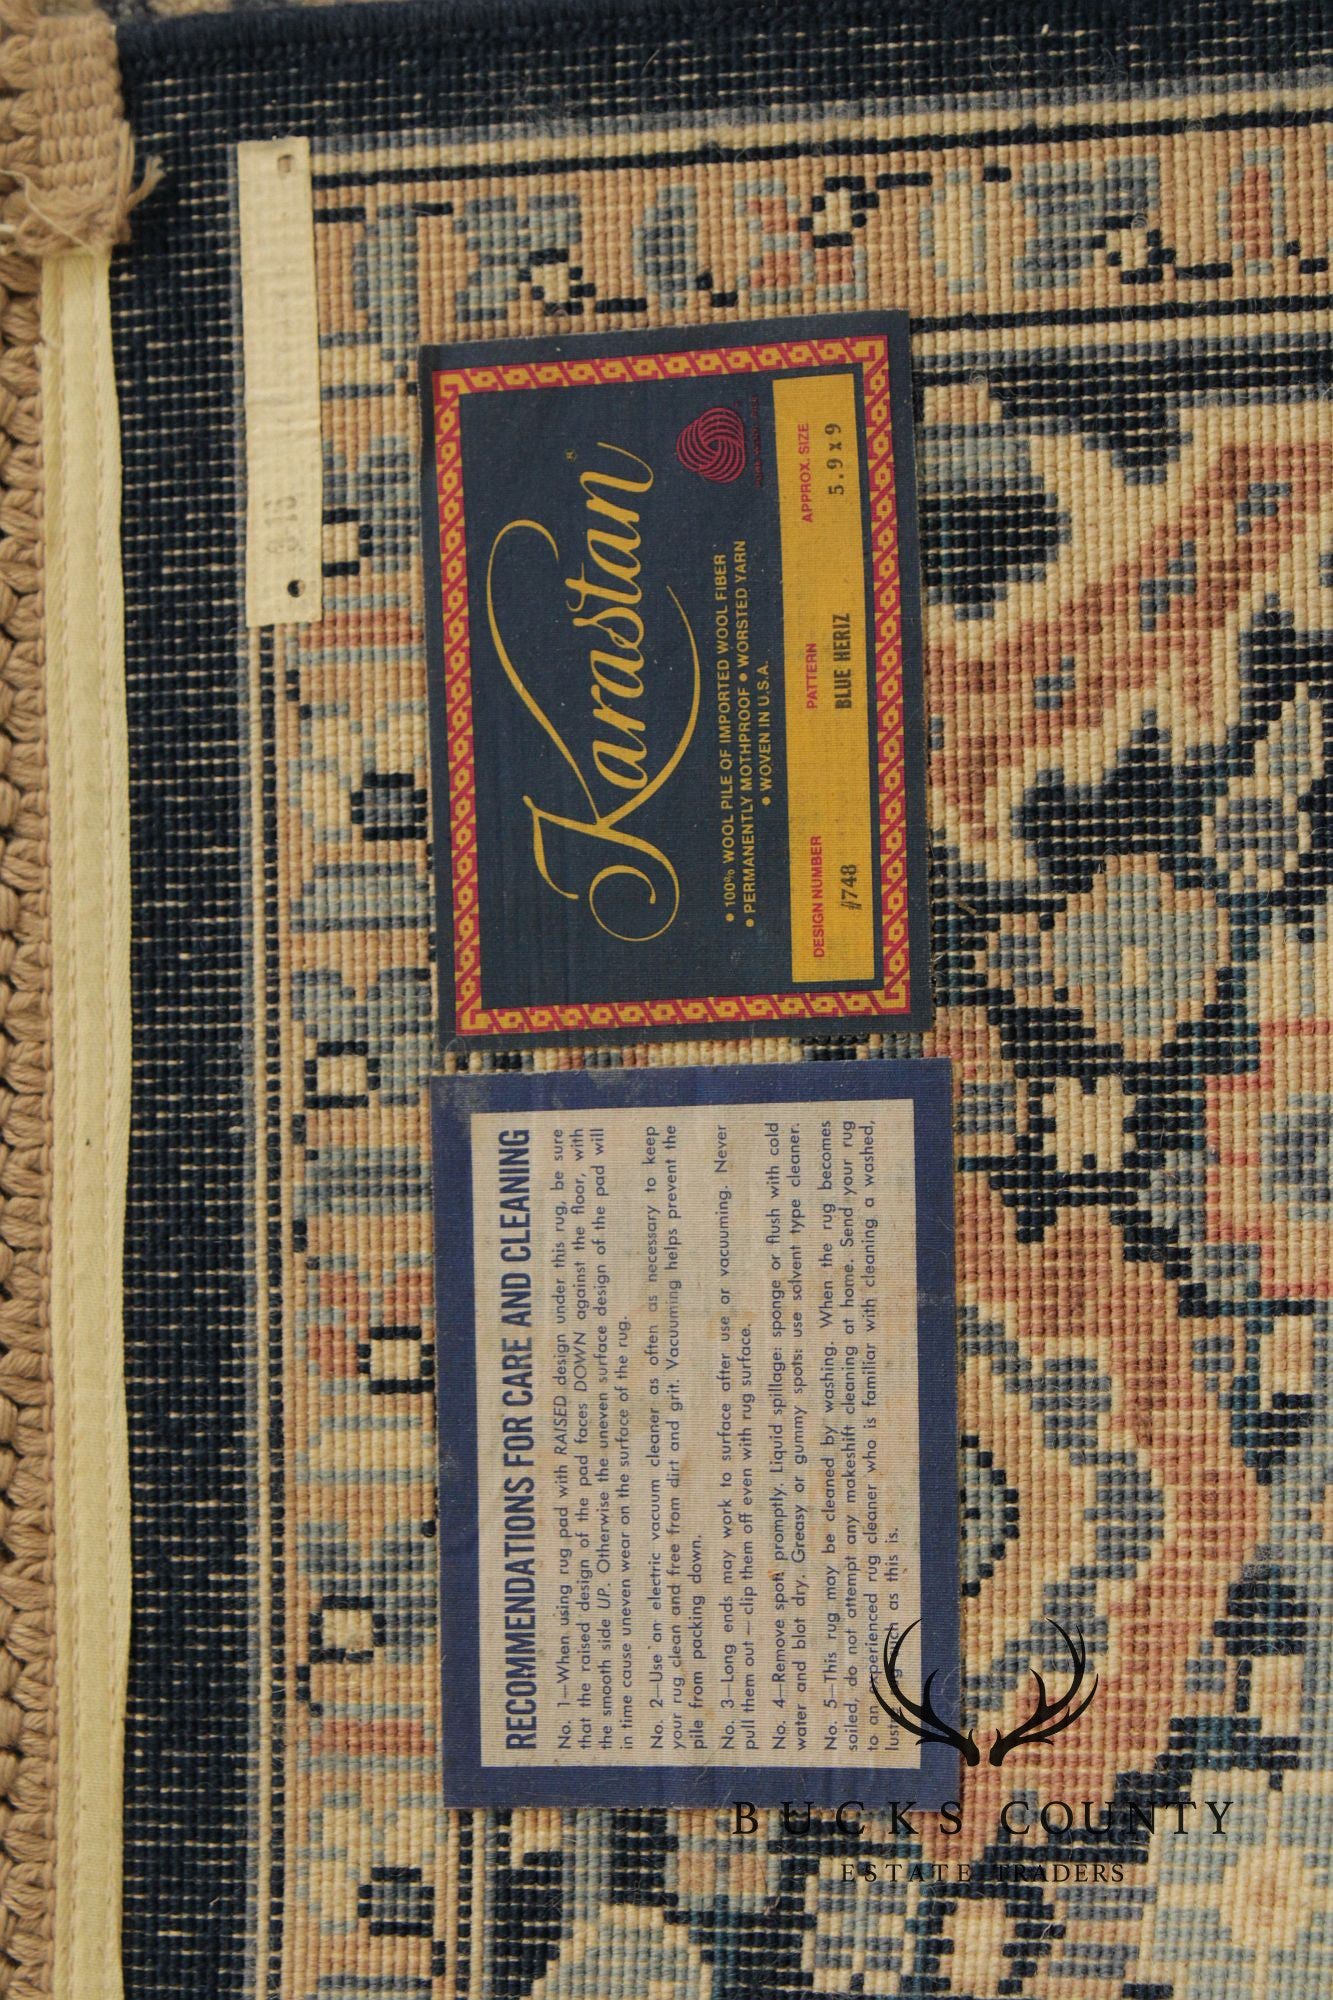 Karastan®
• 100% WOOL PILE OF IMPORTED WOOL FIBER
• PERMANENTLY MOTHPROOF • WORSTED YARN
• WOVEN IN U.S.A.
DESIGN NUMBER PATTERN APPROX. SIZE
#748 BLUE HERIZ 5.9 x 9
RECOMMENDATIONS FOR CARE AND CLEANING
No. 1—When using rug pad with RAISED design under this rug, be sure
that the raised design of the pad faces DOWN against the floor, with
the smooth side UP. Otherwise the uneven surface design of the pad will
in time cause uneven wear on the surface of the rug.
No. 2—Use an electric vacuum cleaner as often as necessary to keep
your rug clean and free from dirt and grit. Vacuuming helps prevent the
pile from packing down.
No. 3—Long ends may work to surface after use or vacuuming. Never
pull them out — clip them off even with rug surface.
No. 4—Remove spots promptly. Liquid spillage: sponge or flush with cold
water and blot dry. Greasy or gummy spots: use solvent type cleaner.
No. 5—This rug may be cleaned by washing. When the rug becomes
soiled, do not attempt any makeshift cleaning at home. Send your rug
to an experienced rug cleaner who is familiar with cleaning a washed,
such as this is.
BUCKS COUNTY
ESTATE TRADERS